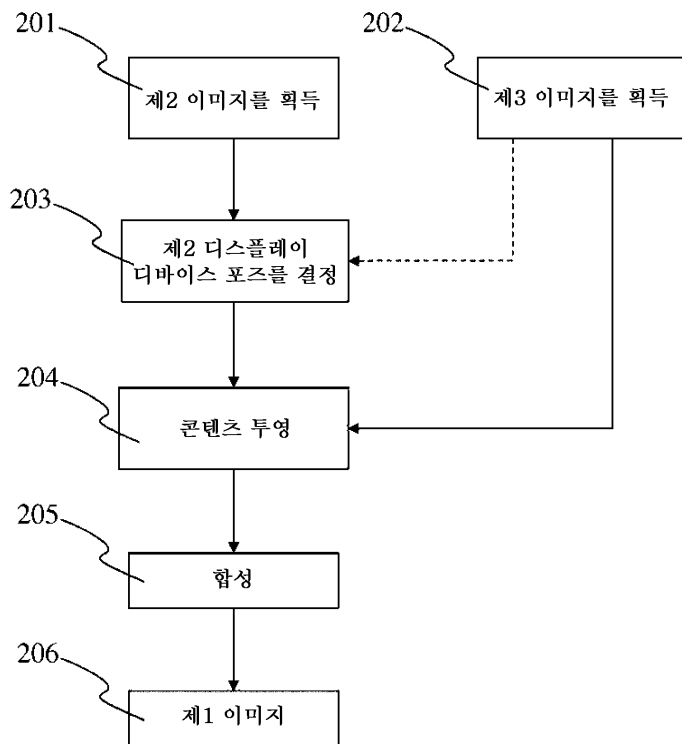 201
202
제2 이미지를 획득
제3 이미지를 획득
203
제2 디스플레이
디바이스 포즈를 결정
204
콘텐츠 투영
205
합성
206
제1 이미지